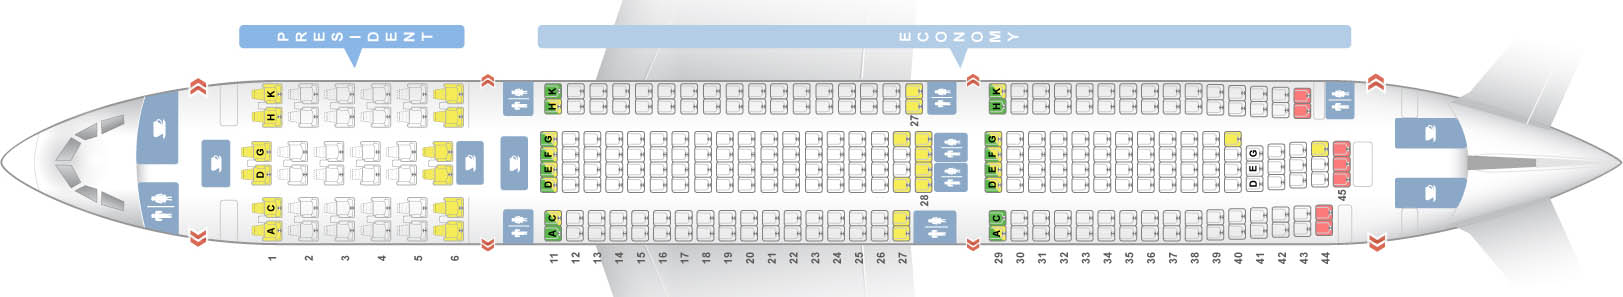 PRESIDENT
ECONOMY
K K K
H H H
27
G G G
F F G
E E E
D D D D
28
45
C C C
A A A
1 2 3 4 5 6 11 12 13 14 15 16 17 18 19 20 21 22 23 24 25 26 27 29 30 31 32 33 34 35 36 37 38 39 40 41 42 43 44